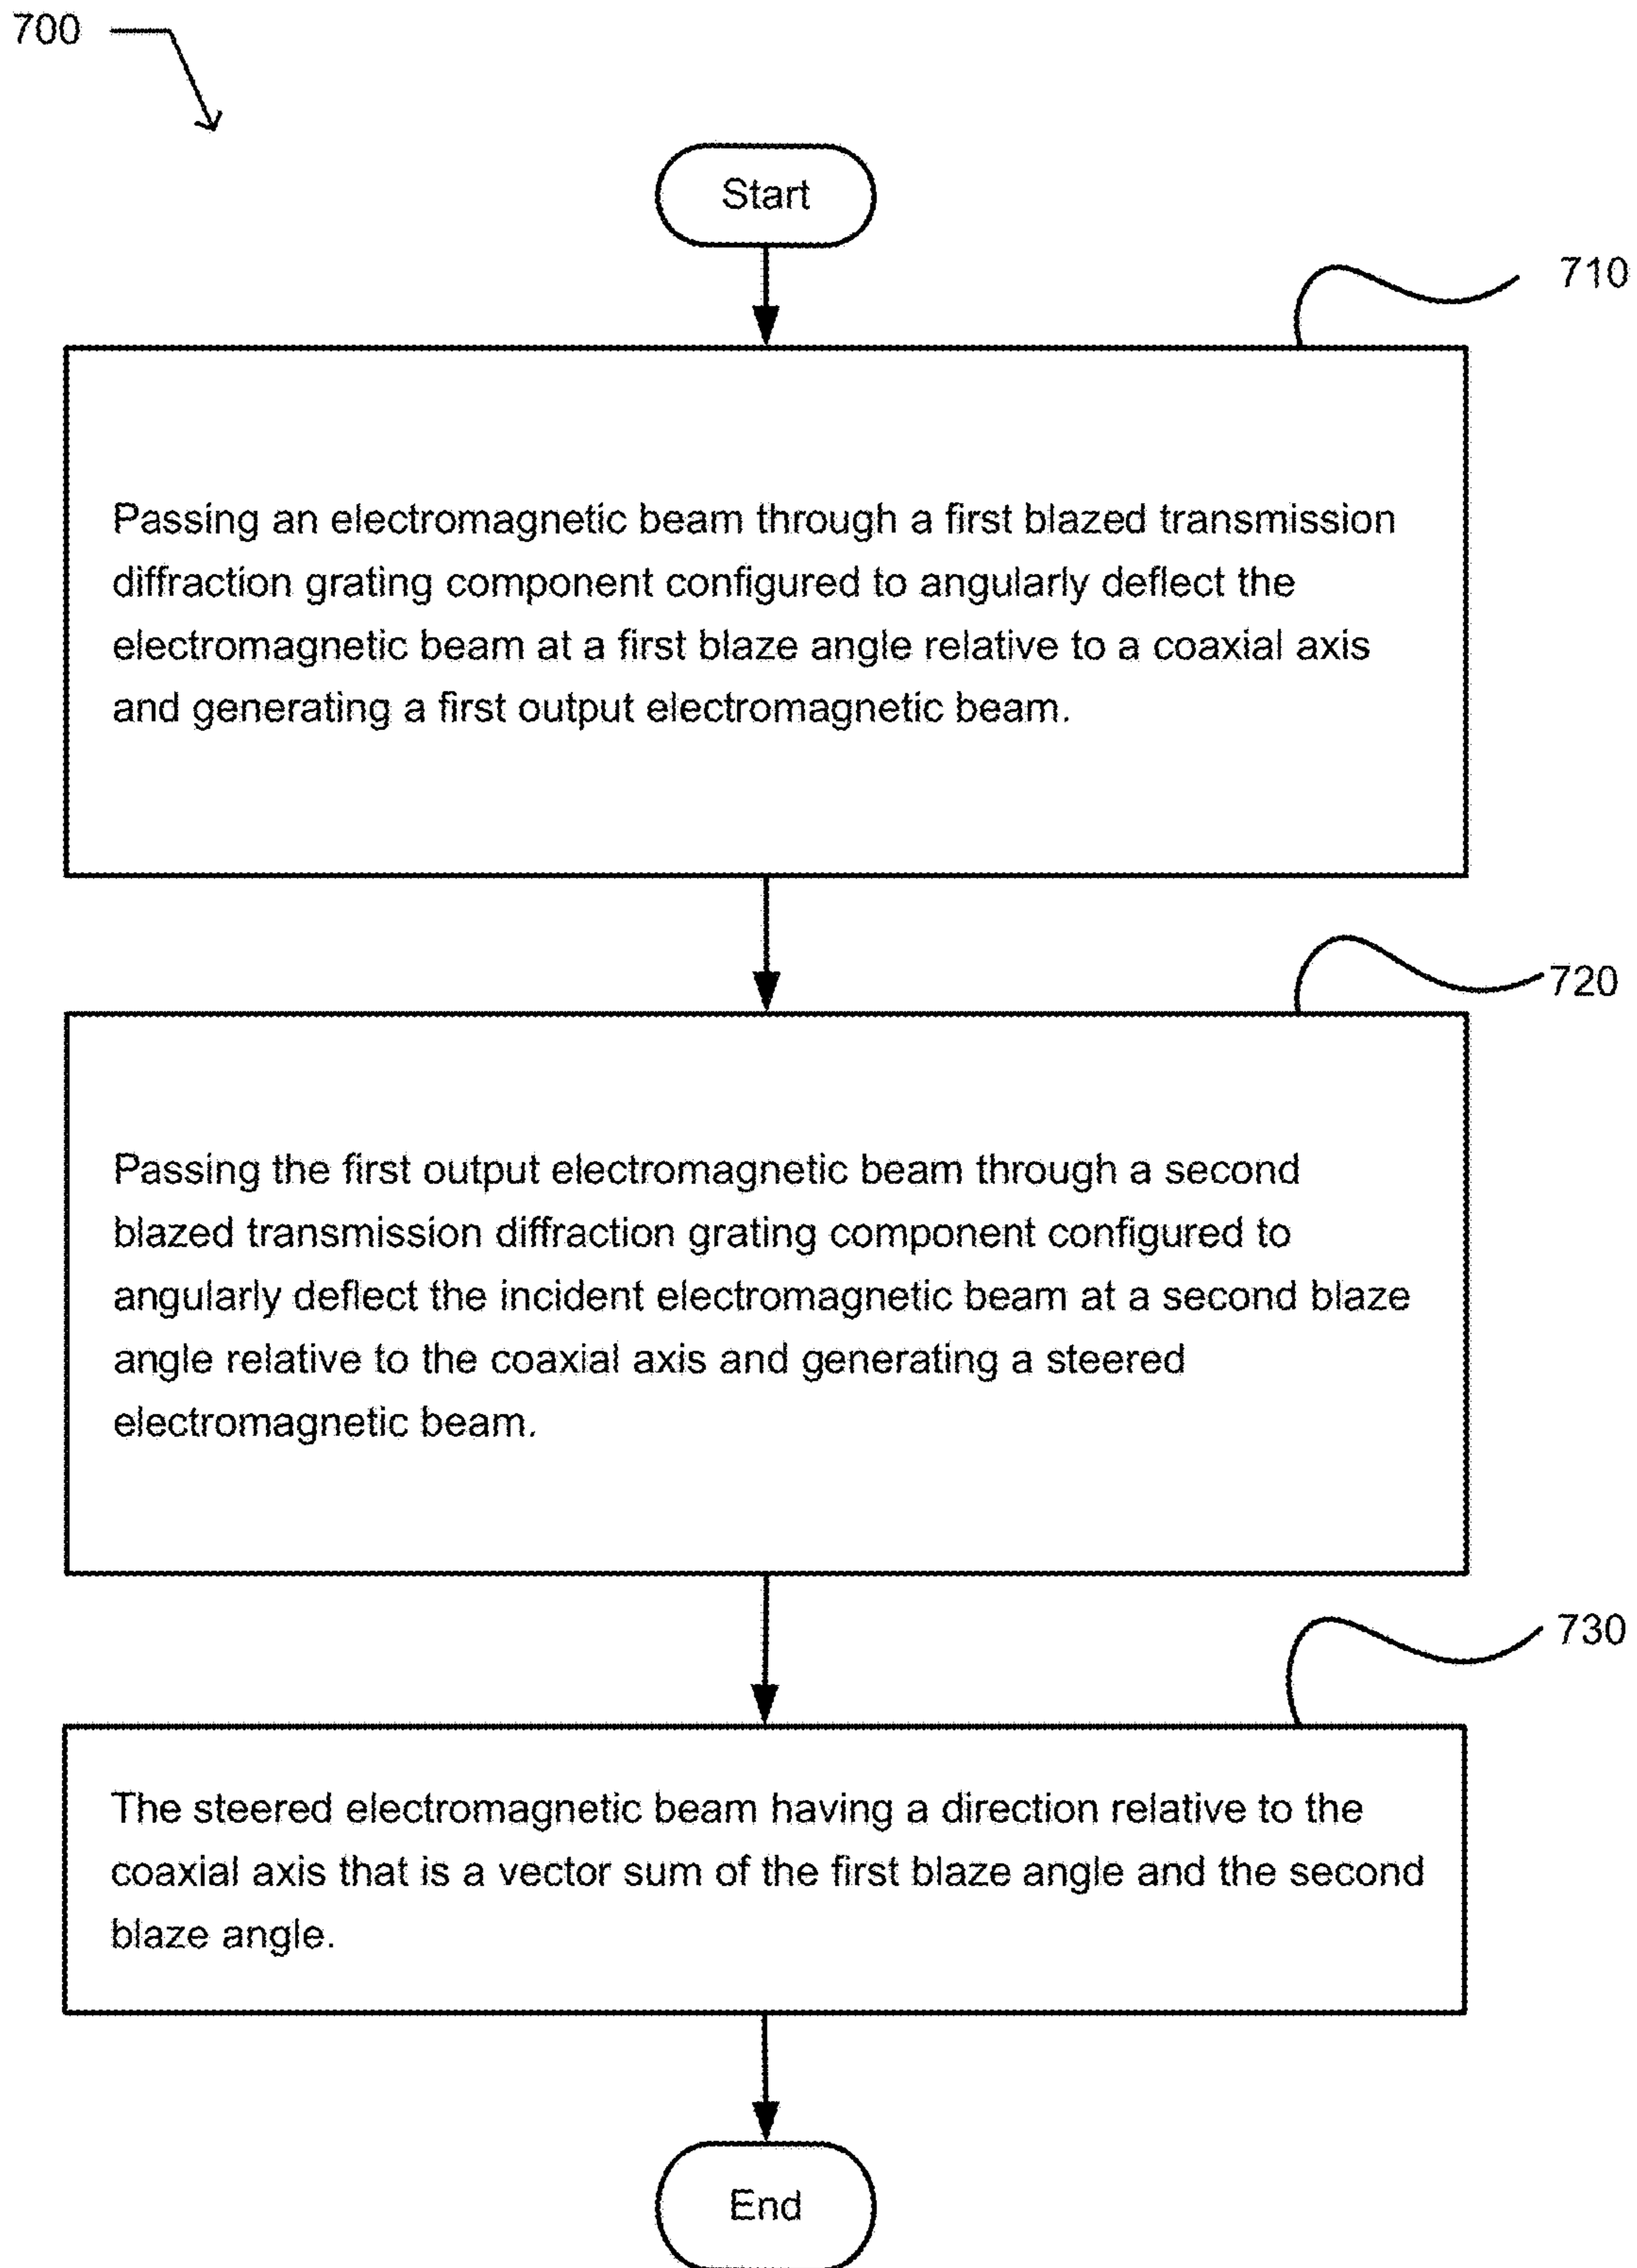 700
Start
710
Passing an electromagnetic beam through a first blazed transmission
diffraction grating component configured to angularly deflect the
electromagnetic beam at a first blaze angle relative to a coaxial axis
and generating a first output electromagnetic beam.
720
Passing the first output electromagnetic beam through a second
blazed transmission diffraction grating component configured to
angularly deflect the incident electromagnetic beam at a second blaze
angle relative to the coaxial axis and generating a steered
electromagnetic beam.
730
The steered electromagnetic beam having a direction relative to the
coaxial axis that is a vector sum of the first blaze angle and the second
blaze angle.
End